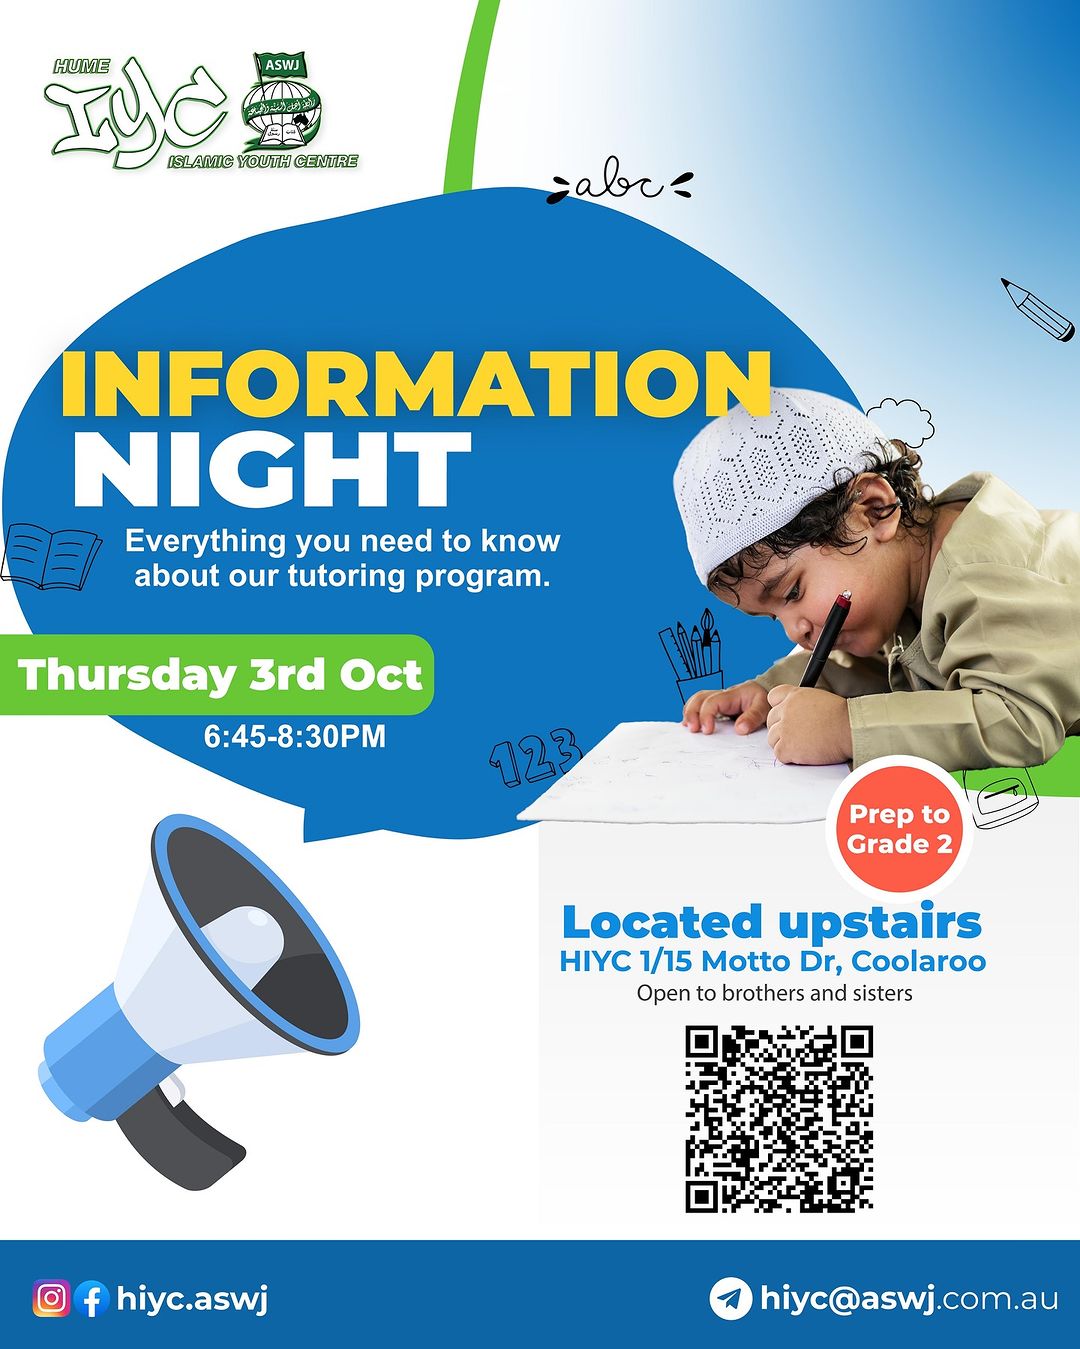 HUME
IYC
ISLAMIC YOUTH CENTRE
ASWJ
abc
INFORMATION
NIGHT
Everything you need to know
about our tutoring program.
Thursday 3rd Oct
6:45-8:30PM
123
Prep to
Grade 2
Located upstairs
HIYC 1/15 Motto Dr, Coolaroo
Open to brothers and sisters
hiyc.aswj
hiyc@aswj.com.au